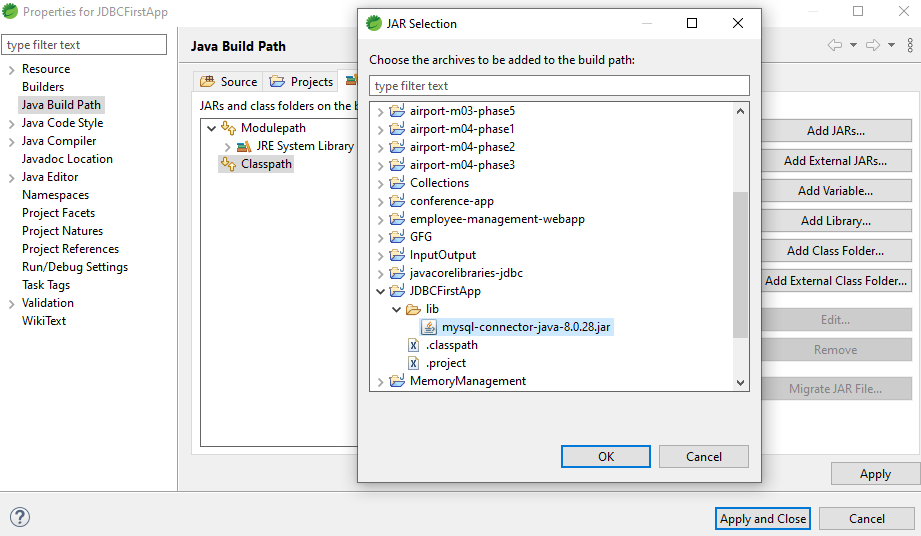 Properties for JDBCFirstApp
type filter text
Resource
Builders
Java Build Path
Java Code Style
Java Compiler
Javadoc Location
Java Editor
Namespaces
Project Facets
Project Natures
Project References
Run/Debug Settings
Task Tags
Validation
WikiText
Java Build Path
Source
Projects
JARs and class folders on the b
Modulepath
JRE System Library
Classpath
JAR Selection
Choose the archives to be added to the build path:
type filter text
airport-m03-phase5
airport-m04-phase1
airport-m04-phase2
airport-m04-phase3
Collections
conference-app
employee-management-webapp
GFG
InputOutput
javacorelibraries-jdbc
JDBCFirstApp
lib
mysql-connector-java-8.0.28.jar
.classpath
.project
MemoryManagement
OK
Cancel
Add JARs...
Add External JARs...
Add Variable...
Add Library...
Add Class Folder...
Add External Class Folder...
Edit...
Remove
Migrate JAR File...
Apply
?
Apply and Close
Cancel